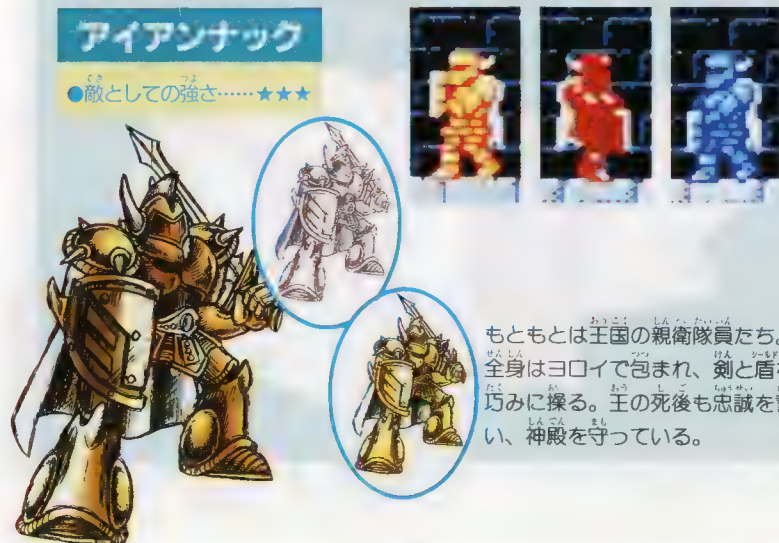 アイアンナック
●敵としての強さ……★★★
もともとは王国の親衛隊員たち。
全身はヨロイで包まれ、剣と盾を
巧みに操る。王の死後も忠誠を誓
い、神殿を守っている。